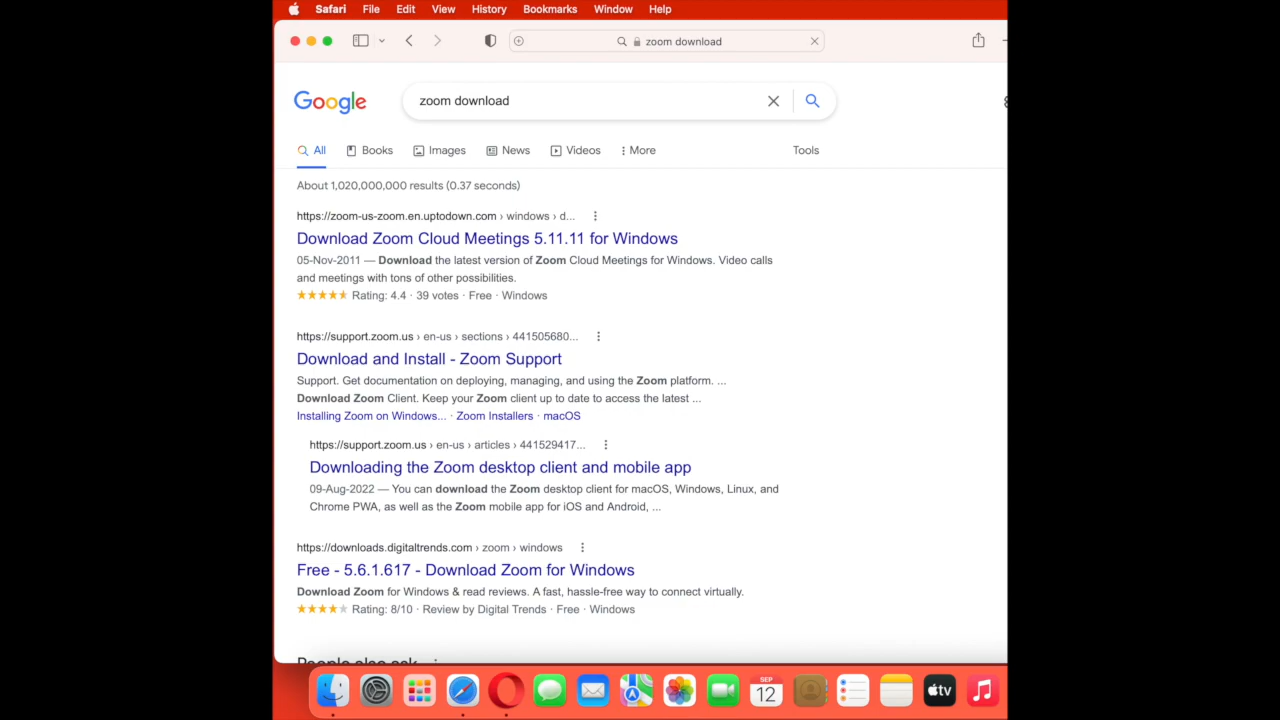 Safari File Edit View History Bookmarks Window Help
zoom download
Google
zoom download
All Books Images News Videos More Tools
About 1,020,000,000 results (0.37 seconds)
https://zoom-us-zoom.en.uptodown.com › windows › d...
Download Zoom Cloud Meetings 5.11.11 for Windows
05-Nov-2011 — Download the latest version of Zoom Cloud Meetings for Windows. Video calls
and meetings with tons of other possibilities.
Rating: 4.4 · 39 votes · Free · Windows
https://support.zoom.us › en-us › sections › 441505680...
Download and Install - Zoom Support
Support. Get documentation on deploying, managing, and using the Zoom platform. ...
Download Zoom Client. Keep your Zoom client up to date to access the latest ...
Installing Zoom on Windows... · Zoom Installers · macOS
https://support.zoom.us › en-us › articles › 441529417...
Downloading the Zoom desktop client and mobile app
09-Aug-2022 — You can download the Zoom desktop client for macOS, Windows, Linux, and
Chrome PWA, as well as the Zoom mobile app for iOS and Android, ...
https://downloads.digitaltrends.com › zoom › windows
Free - 5.6.1.617 - Download Zoom for Windows
Download Zoom for Windows & read reviews. A fast, hassle-free way to connect virtually.
Rating: 8/10 · Review by Digital Trends · Free · Windows
People also ask
SEP
12
tv